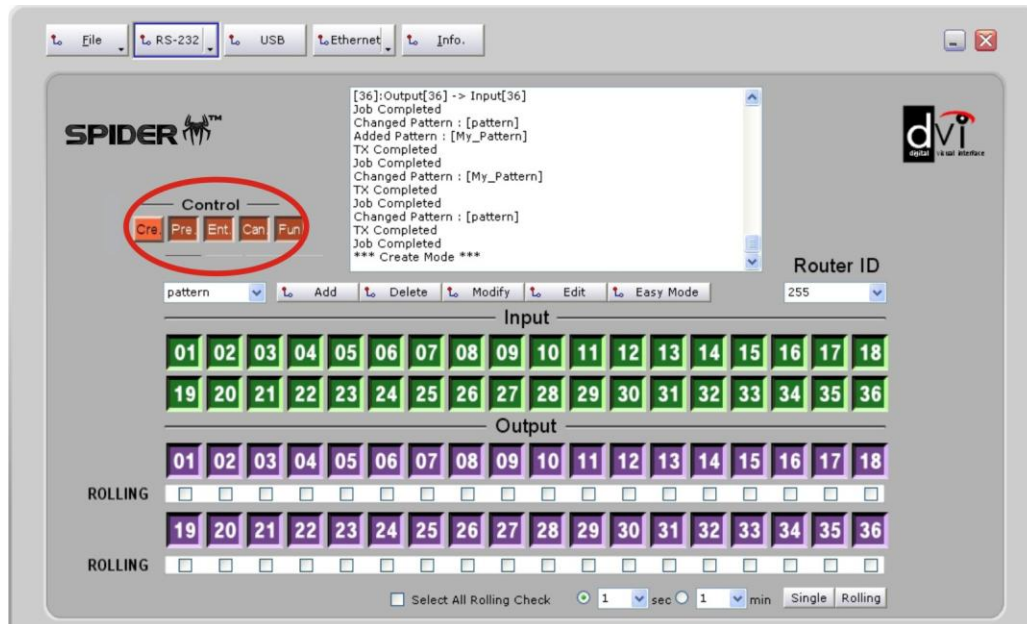 File
RS-232
USB
Ethernet
Info.
SPIDER™
[36]:Output[36] -> Input[36]
Job Completed
Changed Pattern : [pattern]
Added Pattern : [My_Pattern]
TX Completed
Job Completed
Changed Pattern : [My_Pattern]
TX Completed
Job Completed
Changed Pattern : [pattern]
TX Completed
Job Completed
*** Create Mode ***
dvi
digital visual interface
Control
Cre. Pre. Ent. Can. Fun
Router ID
pattern Add Delete Modify Edit Easy Mode 255
Input
01 02 03 04 05 06 07 08 09 10 11 12 13 14 15 16 17 18
19 20 21 22 23 24 25 26 27 28 29 30 31 32 33 34 35 36
Output
01 02 03 04 05 06 07 08 09 10 11 12 13 14 15 16 17 18
ROLLING
19 20 21 22 23 24 25 26 27 28 29 30 31 32 33 34 35 36
ROLLING
Select All Rolling Check 1 sec 1 min Single Rolling